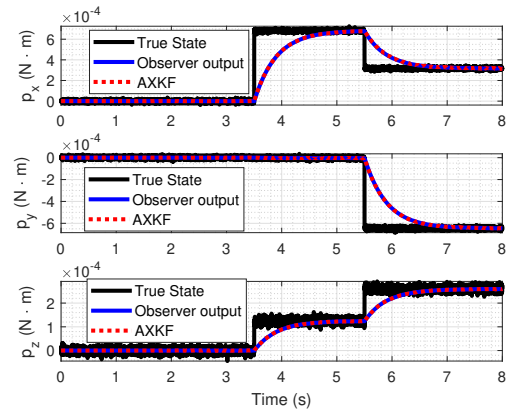 ×10⁻⁴
6
4
2
0
pₓ (N · m)
True State
Observer output
AXKF
0 1 2 3 4 5 6 7 8
×10⁻⁴
0
-2
-4
-6
p_y (N · m)
True State
Observer output
AXKF
0 1 2 3 4 5 6 7 8
×10⁻⁴
2
1
0
p_z (N · m)
True State
Observer output
AXKF
0 1 2 3 4 5 6 7 8
Time (s)